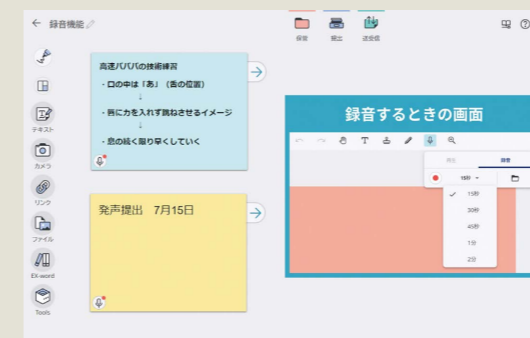 録音機能
保管
提出
送受信
テキスト
カメラ
リンク
ファイル
EX-word
Tools
高速パパパの技術練習
・口の中は「あ」（舌の位置）
↓
・唇に力を入れず跳ねさせるイメージ
↓
・息の続く限り早くしていく
発声提出　7月15日
録音するときの画面
録音
15秒
15秒
30秒
45秒
1分
2分